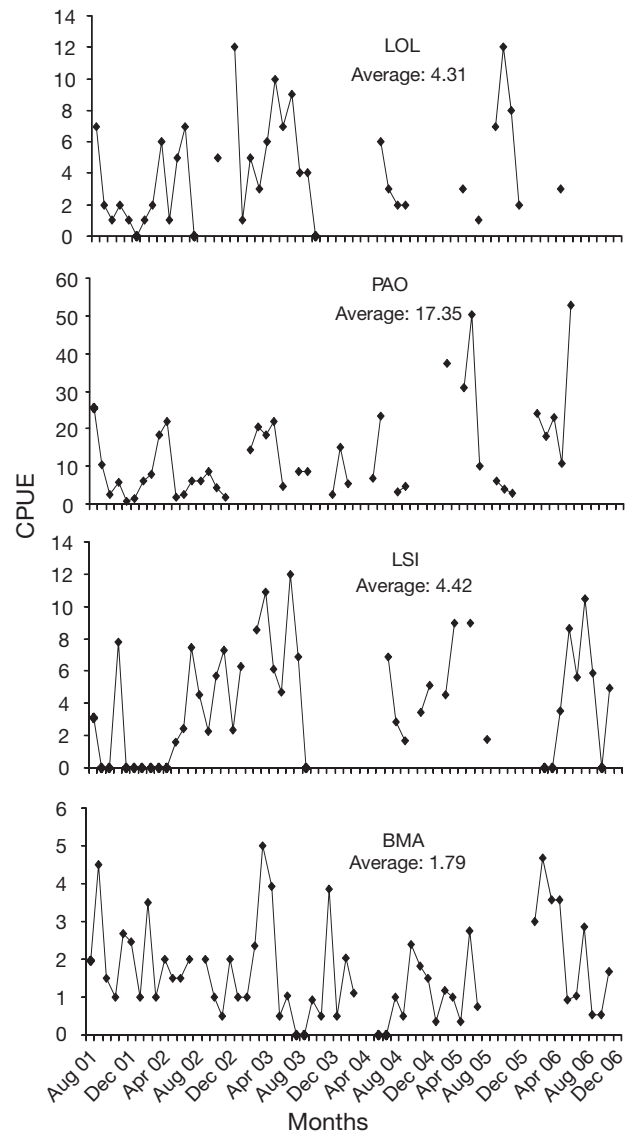 14
12
10
8
6
4
2
0
LOL
Average: 4.31
60
50
40
30
20
10
0
PAO
Average: 17.35
CPUE
14
12
10
8
6
4
2
0
LSI
Average: 4.42
6
5
4
3
2
1
0
BMA
Average: 1.79
Aug 01
Dec 01
Apr 02
Aug 02
Dec 02
Apr 03
Aug 03
Dec 03
Apr 04
Aug 04
Dec 04
Apr 05
Aug 05
Dec 05
Apr 06
Aug 06
Dec 06
Months